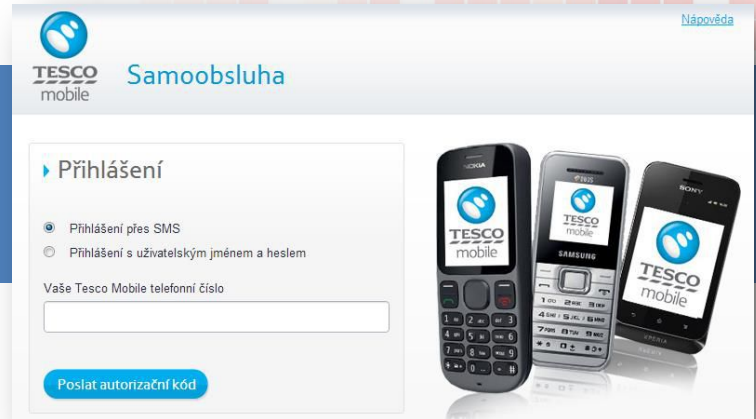 Nápověda
TESCO
mobile
Samoobsluha
Přihlášení
Přihlášení přes SMS
Přihlášení s uživatelským jménem a heslem
Vaše Tesco Mobile telefonní číslo
Poslat autorizační kód
NOKIA
TESCO
mobile
TESCO
mobile
SAMSUNG
SONY
TESCO
mobile
XPERIA